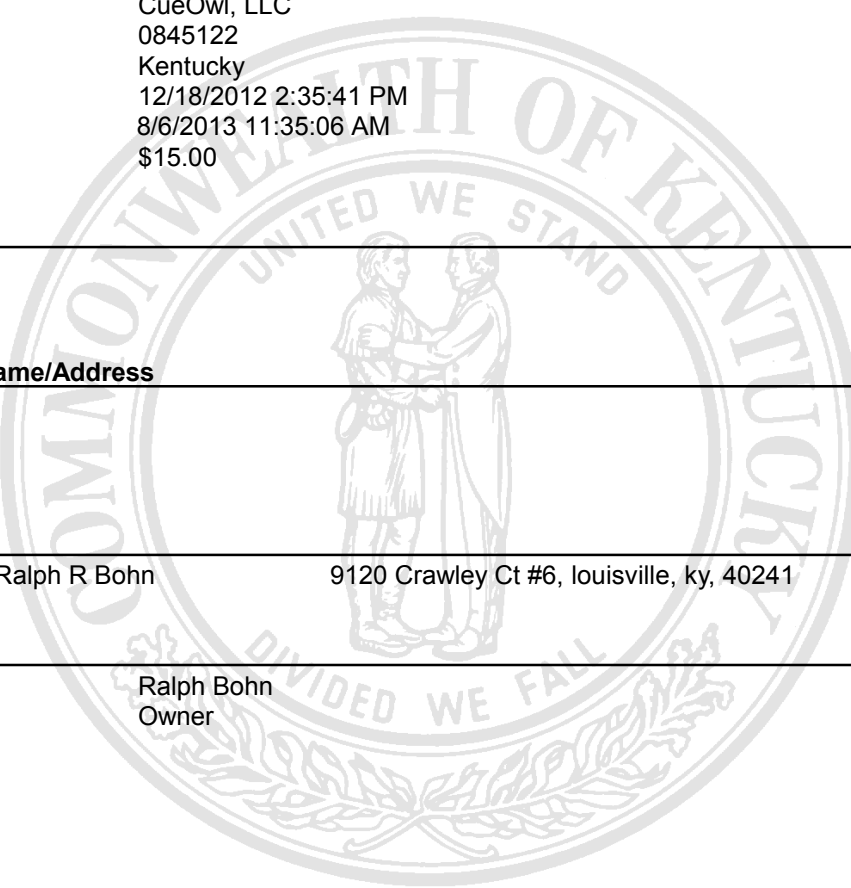 CueOwl, LLC
0845122
Kentucky
12/18/2012 2:35:41 PM
8/6/2013 11:35:06 AM
$15.00
COMMONWEALTH OF KENTUCKY
UNITED WE STAND
ame/Address
Ralph R Bohn 9120 Crawley Ct #6, louisville, ky, 40241
DIVIDED WE FALL
Ralph Bohn
Owner